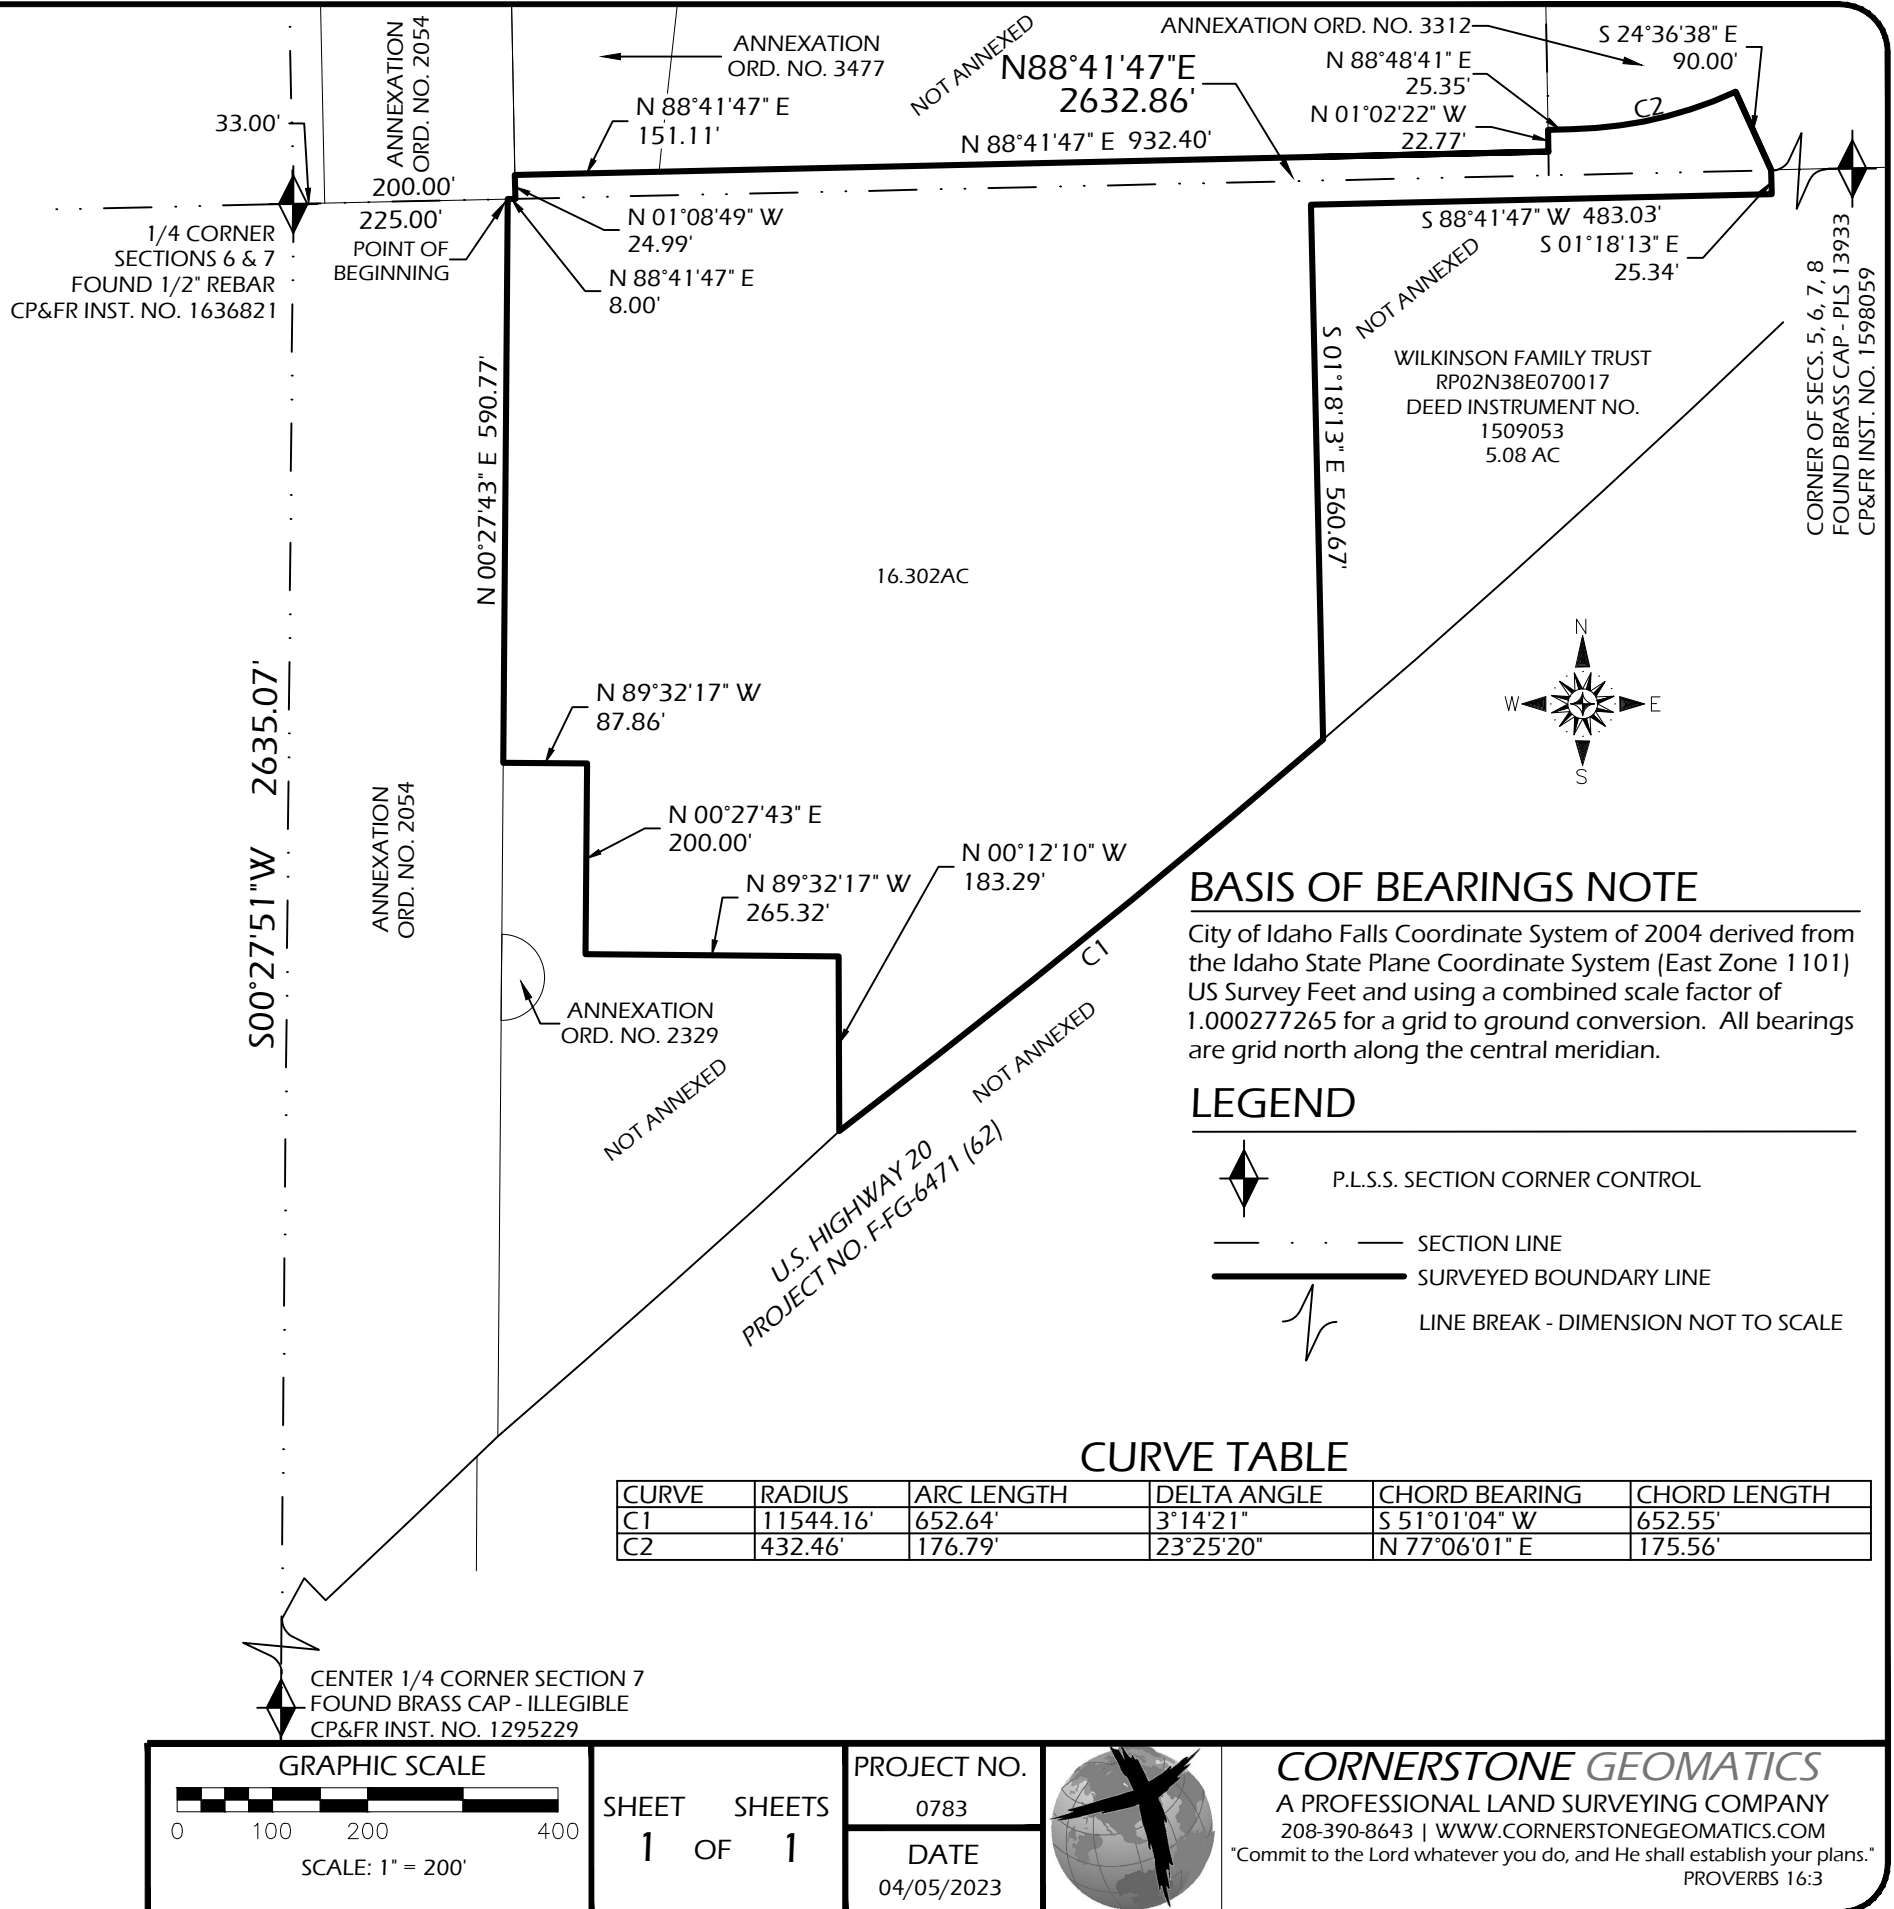 ANNEXATION
ORD. NO. 2054
ANNEXATION
ORD. NO. 3477
NOT ANNEXED
ANNEXATION ORD. NO. 3312
S 24°36'38" E
90.00'
N88°41'47"E
2632.86'
N 88°48'41" E
25.35'
N 01°02'22" W
22.77'
C2
33.00'
N 88°41'47" E
151.11'
N 88°41'47" E 932.40'
200.00'
225.00'
POINT OF
BEGINNING
1/4 CORNER
SECTIONS 6 & 7
FOUND 1/2" REBAR
CP&FR INST. NO. 1636821
N 01°08'49" W
24.99'
N 88°41'47" E
8.00'
S 88°41'47" W 483.03'
S 01°18'13" E
25.34'
NOT ANNEXED
CORNER OF SECS. 5, 6, 7, 8
FOUND BRASS CAP - PLS 13933
CP&FR INST. NO. 1598059
WILKINSON FAMILY TRUST
RP02N38E070017
DEED INSTRUMENT NO.
1509053
5.08 AC
N 00°27'43" E 590.77'
S 01°18'13" E 560.67'
16.302AC
N
W
E
S
S00°27'51"W 2635.07'
N 89°32'17" W
87.86'
ANNEXATION
ORD. NO. 2054
N 00°27'43" E
200.00'
N 89°32'17" W
265.32'
N 00°12'10" W
183.29'
C1
ANNEXATION
ORD. NO. 2329
NOT ANNEXED
NOT ANNEXED
U.S. HIGHWAY 20
PROJECT NO. F-FG-6471 (62)
BASIS OF BEARINGS NOTE
City of Idaho Falls Coordinate System of 2004 derived from
the Idaho State Plane Coordinate System (East Zone 1101)
US Survey Feet and using a combined scale factor of
1.000277265 for a grid to ground conversion. All bearings
are grid north along the central meridian.
LEGEND
P.L.S.S. SECTION CORNER CONTROL
SECTION LINE
SURVEYED BOUNDARY LINE
LINE BREAK - DIMENSION NOT TO SCALE
CURVE TABLE
CURVE RADIUS ARC LENGTH DELTA ANGLE CHORD BEARING CHORD LENGTH
C1 11544.16' 652.64' 3°14'21" S 51°01'04" W 652.55'
C2 432.46' 176.79' 23°25'20" N 77°06'01" E 175.56'
CENTER 1/4 CORNER SECTION 7
FOUND BRASS CAP - ILLEGIBLE
CP&FR INST. NO. 1295229
GRAPHIC SCALE
0 100 200 400
SCALE: 1" = 200'
SHEET SHEETS
1 OF 1
PROJECT NO.
0783
DATE
04/05/2023
CORNERSTONE GEOMATICS
A PROFESSIONAL LAND SURVEYING COMPANY
208-390-8643 | WWW.CORNERSTONEGEOMATICS.COM
"Commit to the Lord whatever you do, and He shall establish your plans."
PROVERBS 16:3